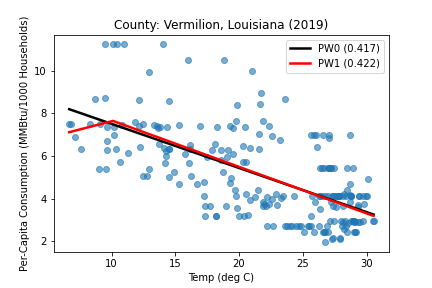 County: Vermilion, Louisiana (2019)
PW0 (0.417)
PW1 (0.422)
Per-Capita Consumption (MMBtu/1000 Households)
10
8
6
4
2
10
15
20
25
30
Temp (deg C)